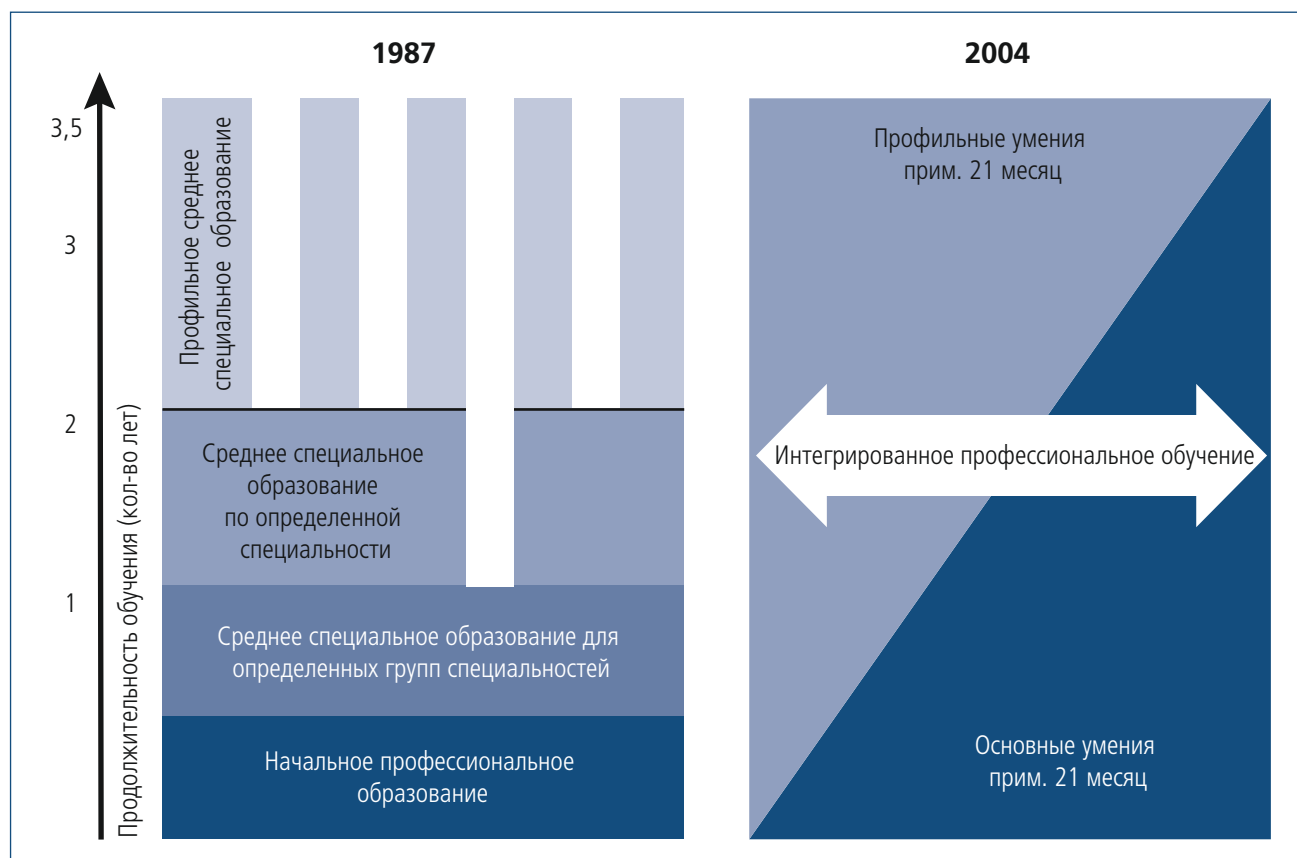 1987
2004
3,5
3
2
1
Продолжительность обучения (кол-во лет)
Профильное среднее
специальное образование
Среднее специальное
образование
по определенной
специальности
Среднее специальное образование для
определенных групп специальностей
Начальное профессиональное
образование
Профильные умения
прим. 21 месяц
Интегрированное профессиональное обучение
Основные умения
прим. 21 месяц